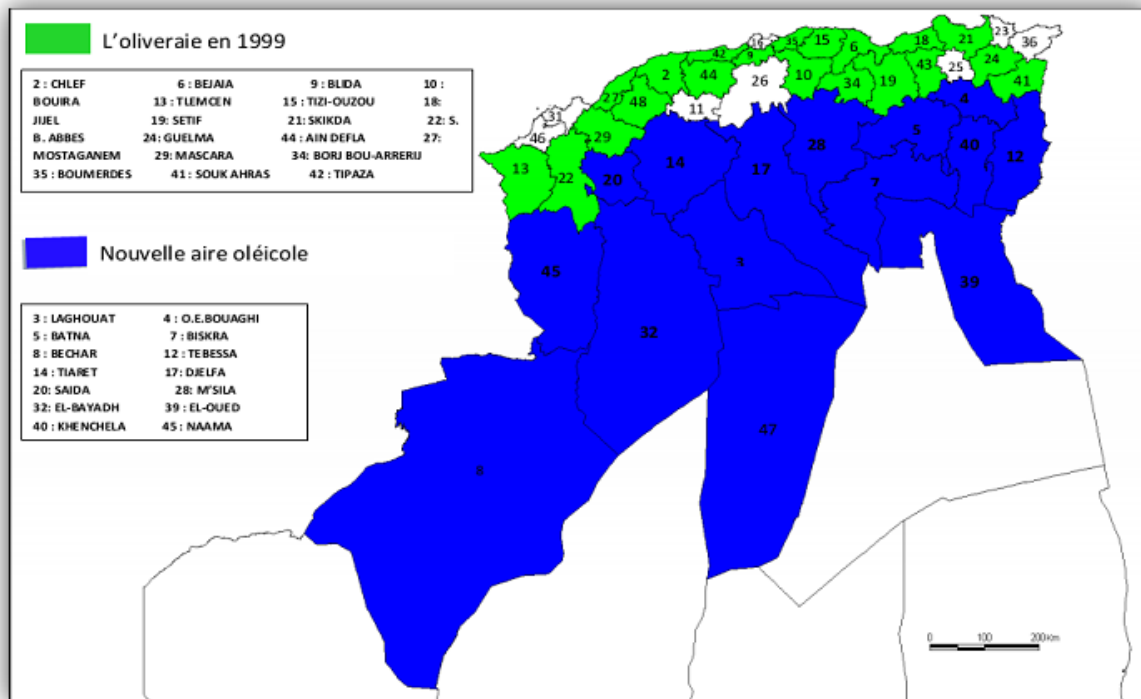 L'oliveraie en 1999
2 : CHLEF 6 : BEJAIA 9 : BLIDA 10 :
BOUIRA 13 : TLEMCEN 15 : TIZI-OUZOU 18:
JIJEL 19: SETIF 21: SKIKDA 22: S.
B. ABBES 24: GUELMA 44 : AIN DEFLA 27:
MOSTAGANEM 29 : MASCARA 34: BORJ BOU-ARRERIJ
35 : BOUMERDES 41 : SOUK AHRAS 42 : TIPAZA
Nouvelle aire oléicole
3 : LAGHOUAT 4 : O.E.BOUAGHI
5 : BATNA 7 : BISKRA
8 : BECHAR 12 : TEBESSA
14 : TIARET 17: DJELFA
20: SAIDA 28: M'SILA
32: EL-BAYADH 39 : EL-OUED
40 : KHENCHELA 45 : NAAMA
23
36
16
42
9
35
15
6
18
21
25
24
43
41
2
44
26
10
34
19
27
48
11
31
46
29
13
22
20
14
17
28
5
4
40
12
7
45
3
39
32
47
8
0 100 200 Km